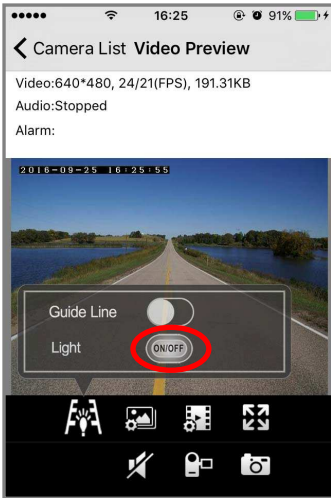 16:25
91%
Camera List Video Preview
Video:640*480, 24/21(FPS), 191.31KB
Audio:Stopped
Alarm:
2016-09-25 16:25:55
Guide Line
Light ON/OFF